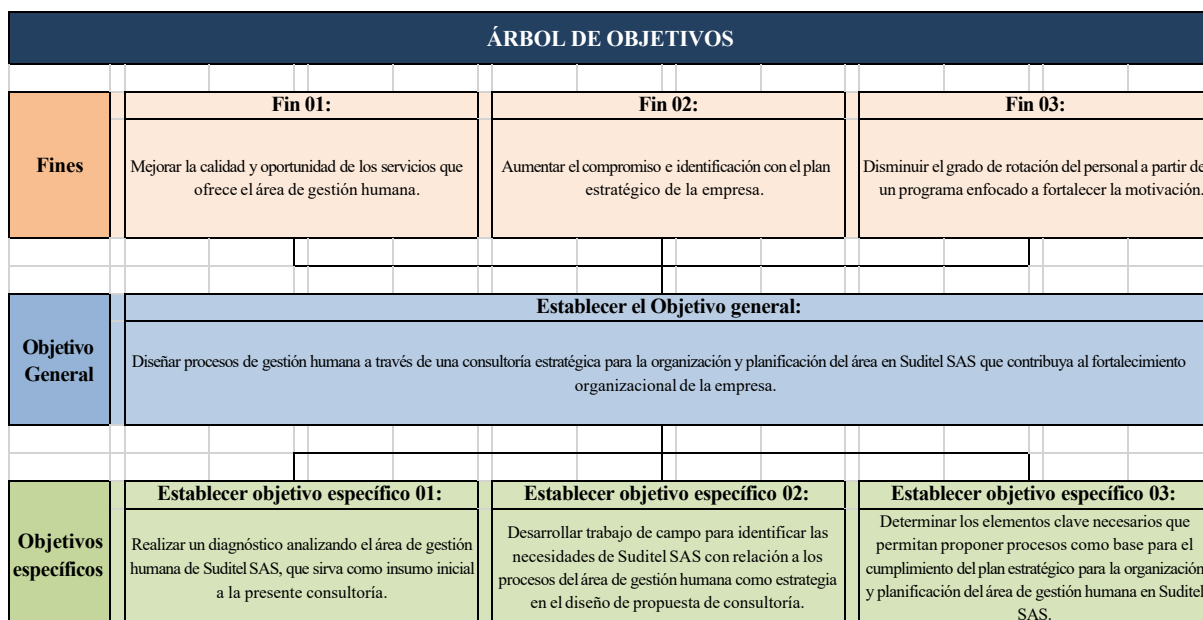 ÁRBOL DE OBJETIVOS
Fines
Fin 01:
Mejorar la calidad y oportunidad de los servicios que
ofrece el área de gestión humana.
Fin 02:
Aumentar el compromiso e identificación con el plan
estratégico de la empresa.
Fin 03:
Disminuir el grado de rotación del personal a partir de
un programa enfocado a fortalecer la motivación.
Objetivo
General
Establecer el Objetivo general:
Diseñar procesos de gestión humana a través de una consultoría estratégica para la organización y planificación del área en Suditel SAS que contribuya al fortalecimiento
organizacional de la empresa.
Objetivos
específicos
Establecer objetivo específico 01:
Realizar un diagnóstico analizando el área de gestión
humana de Suditel SAS, que sirva como insumo inicial
a la presente consultoría.
Establecer objetivo específico 02:
Desarrollar trabajo de campo para identificar las
necesidades de Suditel SAS con relación a los
procesos del área de gestión humana como estrategia
en el diseño de propuesta de consultoría.
Establecer objetivo específico 03:
Determinar los elementos clave necesarios que
permitan proponer procesos como base para el
cumplimiento del plan estratégico para la organización
y planificación del área de gestión humana en Suditel
SAS.